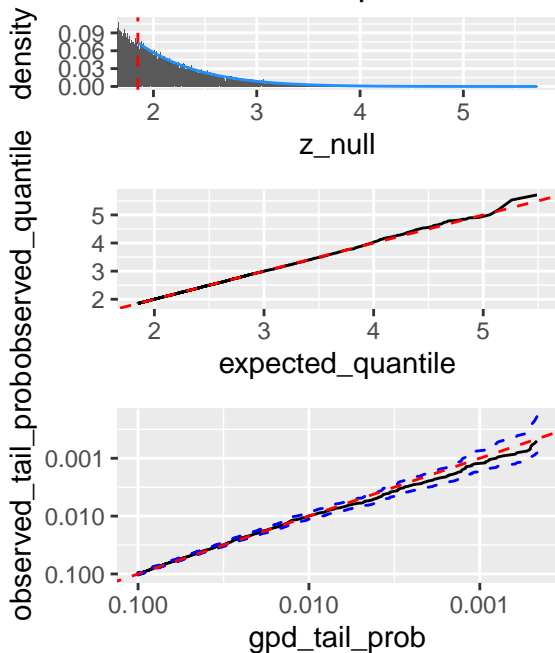 density
0.09
0.06
0.03
0.00
2 3 4 5
z_null
observed_quantile
5
4
3
2
2 3 4 5
expected_quantile
observed_tail_prob
0.001
0.010
0.100
0.100 0.010 0.001
gpd_tail_prob